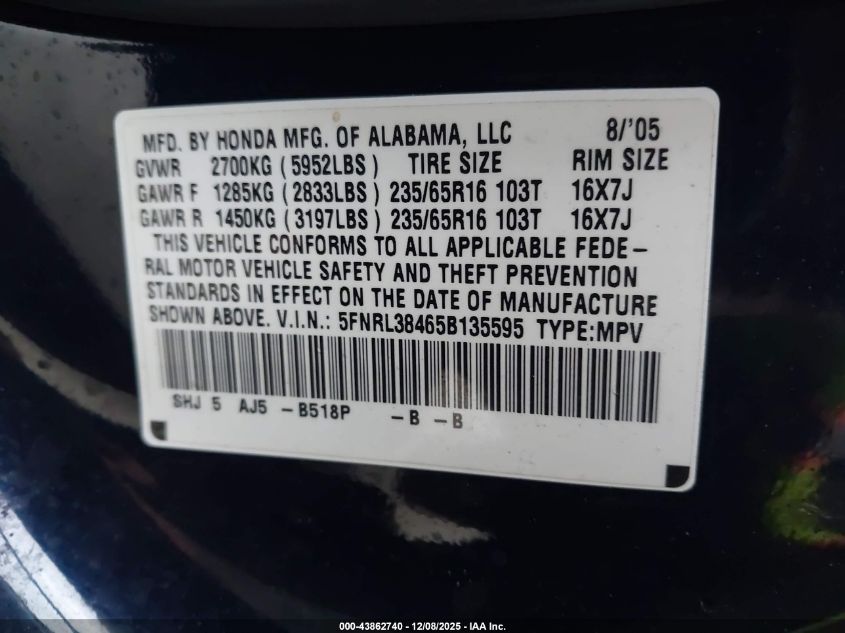 MFD. BY HONDA MFG. OF ALABAMA, LLC 8/'05
GVWR 2700KG (5952LBS) TIRE SIZE RIM SIZE
GAWR F 1285KG (2833LBS) 235/65R16 103T 16X7J
GAWR R 1450KG (3197LBS) 235/65R16 103T 16X7J
THIS VEHICLE CONFORMS TO ALL APPLICABLE FEDE-
RAL MOTOR VEHICLE SAFETY AND THEFT PREVENTION
STANDARDS IN EFFECT ON THE DATE OF MANUFACTURE
SHOWN ABOVE. V.I.N.: 5FNRL38465B135595 TYPE:MPV
SHJ 5 AJ5 -B518P -B -B
000-43862740 - 12/08/2025 - IAA Inc.